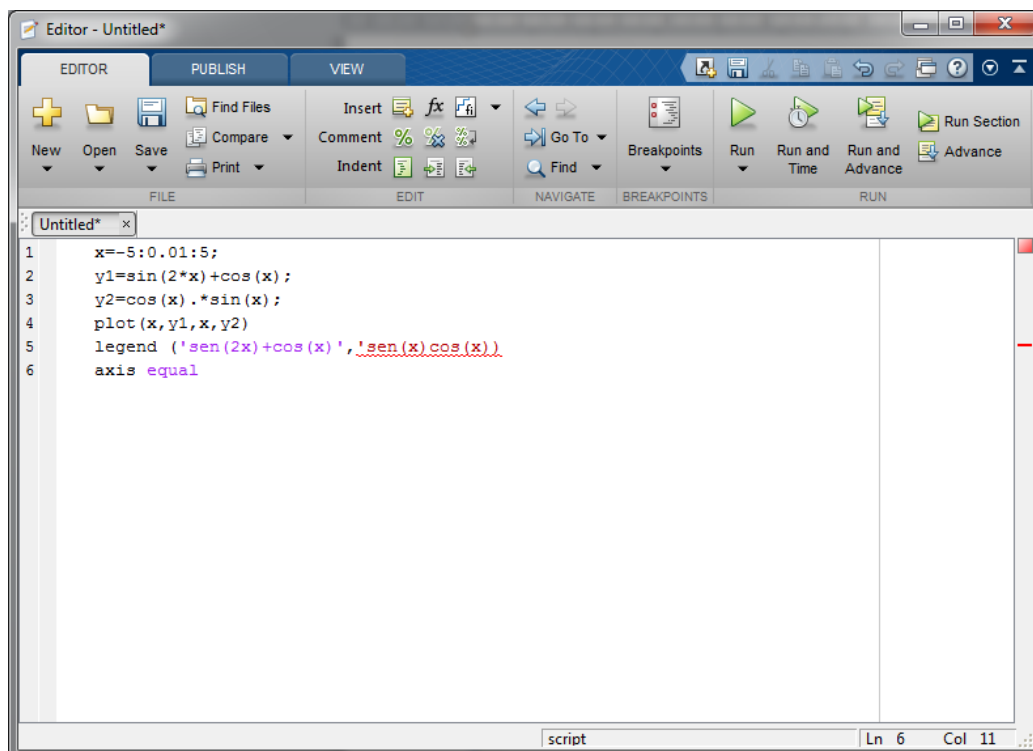 Editor - Untitled*
EDITOR PUBLISH VIEW
New Open Save
Find Files
Compare
Print
FILE
Insert fx fi
Comment % % %
Indent
EDIT
Go To
Find
NAVIGATE
Breakpoints
BREAKPOINTS
Run Run and Time Run and Advance
Run Section
Advance
RUN
Untitled* x
1 x=-5:0.01:5;
2 y1=sin(2*x)+cos(x);
3 y2=cos(x).*sin(x);
4 plot(x,y1,x,y2)
5 legend ('sen(2x)+cos(x)','sen(x)cos(x))
6 axis equal
script Ln 6 Col 11